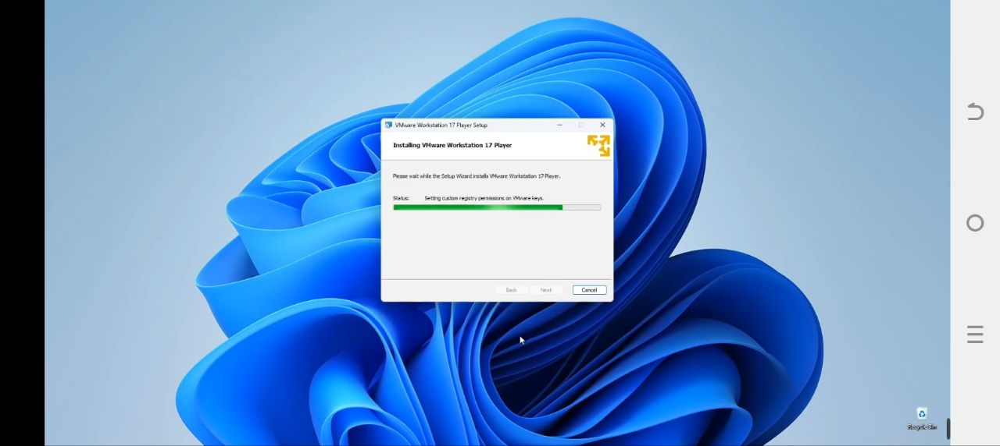 VMware Workstation 17 Player Setup
Installing VMware Workstation 17 Player
Please wait while the Setup Wizard installs VMware Workstation 17 Player.
Status: Setting custom registry permissions on VMware keys.
Back Next Cancel
Recycle Bin